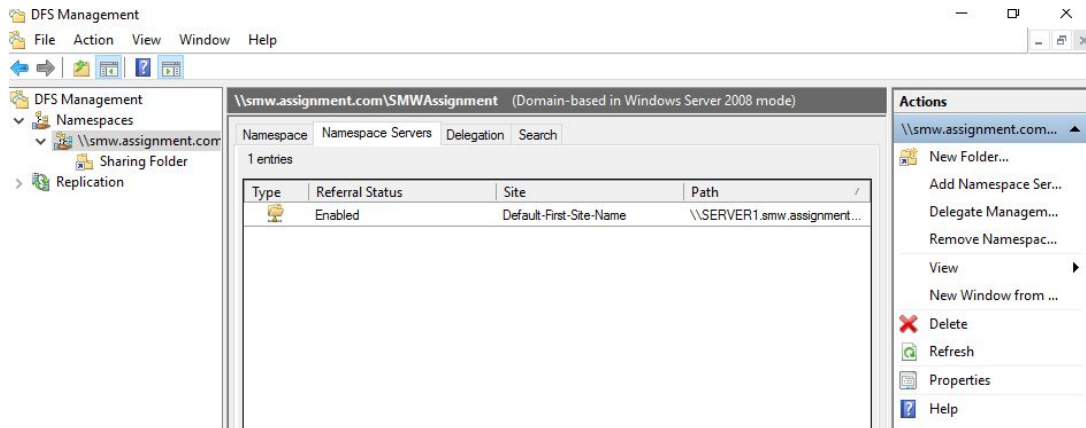 DFS Management
File Action View Window Help
DFS Management
Namespaces
\\smw.assignment.com
Sharing Folder
Replication
\\smw.assignment.com\SMWAssignment (Domain-based in Windows Server 2008 mode)
Namespace Namespace Servers Delegation Search
1 entries
Type Referral Status Site Path
Enabled Default-First-Site-Name \\SERVER1.smw.assignment...
Actions
\\smw.assignment.com...
New Folder...
Add Namespace Ser...
Delegate Managem...
Remove Namespac...
View
New Window from ...
Delete
Refresh
Properties
Help